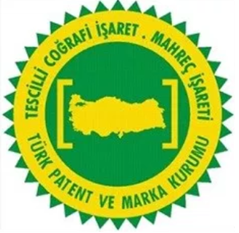 TESCİLLİ COĞRAFİ İŞARET . MAHREÇ İŞARETİ
TÜRK PATENT VE MARKA KURUMU